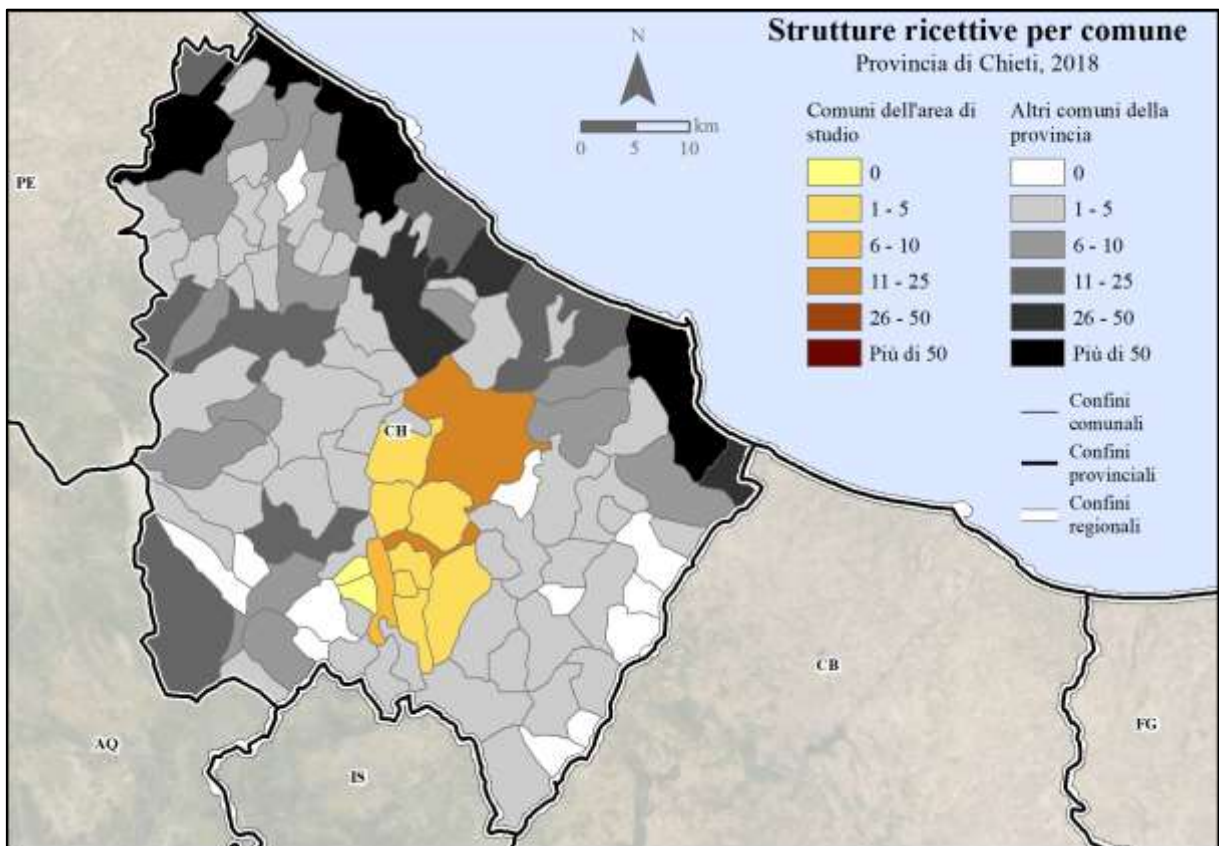 Strutture ricettive per comune
Provincia di Chieti, 2018
N
km
0 5 10
Comuni dell'area di
studio
0
1 - 5
6 - 10
11 - 25
26 - 50
Più di 50
Altri comuni della
provincia
0
1 - 5
6 - 10
11 - 25
26 - 50
Più di 50
Confini
comunali
Confini
provinciali
Confini
regionali
PE
CH
AQ
IS
CB
FG